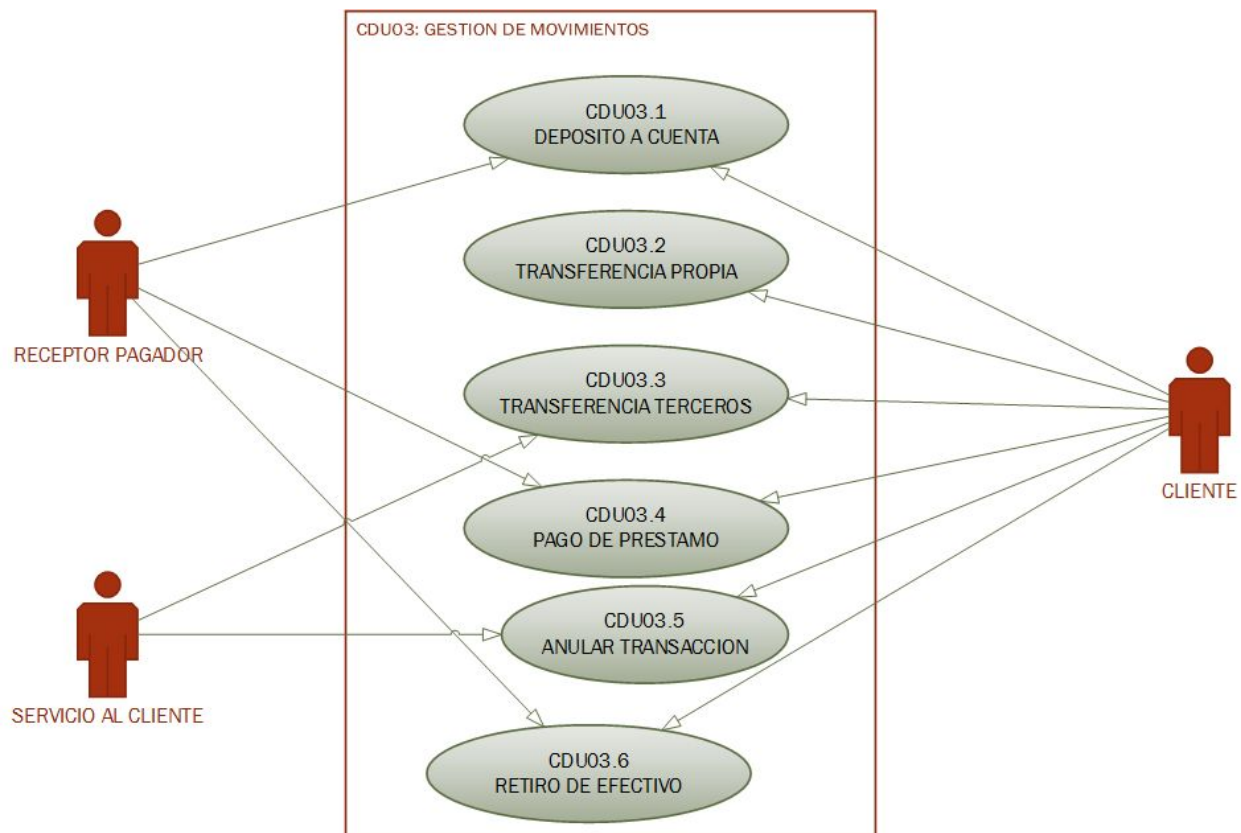 CDU03: GESTION DE MOVIMIENTOS
CDU03.1
DEPOSITO A CUENTA
CDU03.2
TRANSFERENCIA PROPIA
RECEPTOR PAGADOR
CDU03.3
TRANSFERENCIA TERCEROS
CLIENTE
CDU03.4
PAGO DE PRESTAMO
CDU03.5
ANULAR TRANSACCION
SERVICIO AL CLIENTE
CDU03.6
RETIRO DE EFECTIVO